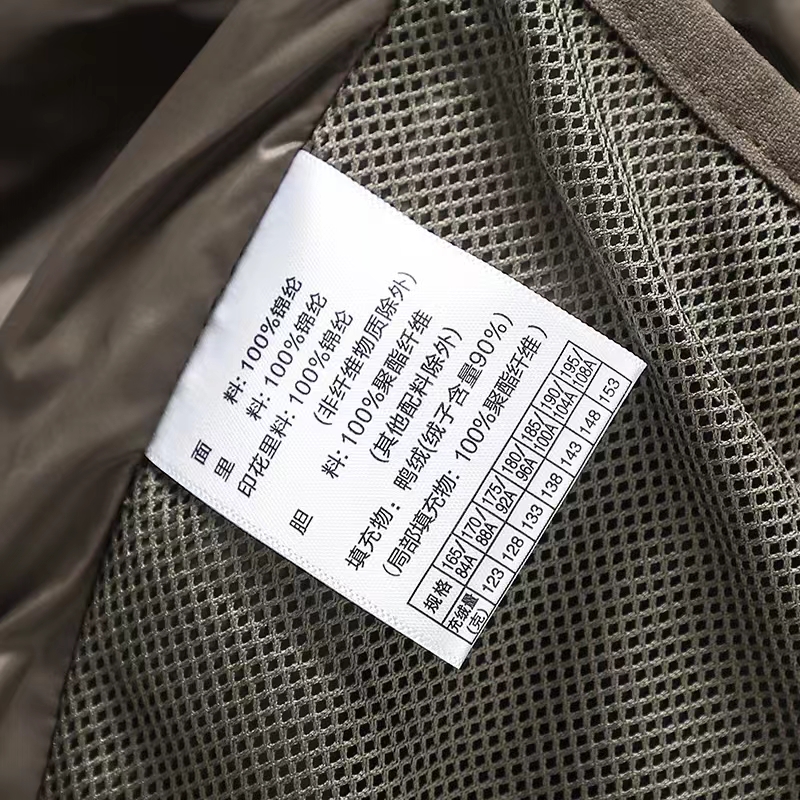 面 料: 100%锦纶
里 料: 100%锦纶
印花里料: 100%锦纶
(非纤维物质除外)
胆 料: 100%聚酯纤维
(其他配料除外)
填充物: 鸭绒(绒子含量90%)
(局部填充物: 100%聚酯纤维)
规格 165/84A 170/88A 175/92A 180/96A 185/100A 190/104A 195/108A
充绒量(克) 123 128 133 138 143 148 153